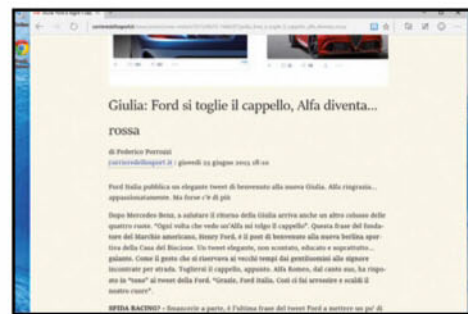 Giulia: Ford si toglie il cappello, Alfa diventa...
rossa
di Federico Porrozzi
corrieredellosport.it / giovedì 25 giugno 2015 18:10
Ford Italia pubblica un elegante tweet di benvenuto alla nuova Giulia. Alfa ringrazia...
appassionatamente. Ma forse c'è di più
Dopo Mercedes Benz, a salutare il ritorno della Giulia arriva anche un altro colosso delle
quattro ruote. "Ogni volta che vedo un'Alfa mi tolgo il cappello". Questa frase del fonda-
tore del Marchio americano, Henry Ford, è il post di benvenuto alla nuova berlina spor-
tiva della Casa del Biscione. Un tweet elegante, non scontato, educato e soprattutto...
galante. Come il gesto che si riservava ai vecchi tempi dai gentiluomini alle signore
incontrate per strada. Togliersi il cappello, appunto. Alfa Romeo, dal canto suo, ha rispo-
sto in "tono" al tweet della Ford. "Grazie, Ford Italia. Così ci fai arrossire e scaldi il
nostro cuore".
SFIDA RACING? - a parte, è l'ultima frase del tweet Ford a mettere un po' di